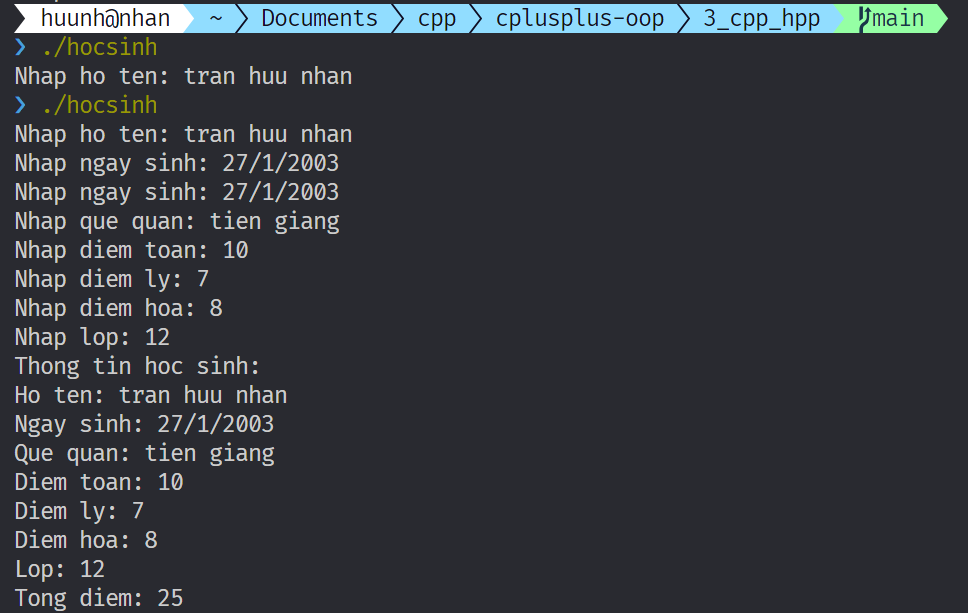 huunh@nhan ~ Documents cpp cplusplus-oop 3_cpp_hpp main
❯ ./hocsinh
Nhap ho ten: tran huu nhan
❯ ./hocsinh
Nhap ho ten: tran huu nhan
Nhap ngay sinh: 27/1/2003
Nhap ngay sinh: 27/1/2003
Nhap que quan: tien giang
Nhap diem toan: 10
Nhap diem ly: 7
Nhap diem hoa: 8
Nhap lop: 12
Thong tin hoc sinh:
Ho ten: tran huu nhan
Ngay sinh: 27/1/2003
Que quan: tien giang
Diem toan: 10
Diem ly: 7
Diem hoa: 8
Lop: 12
Tong diem: 25